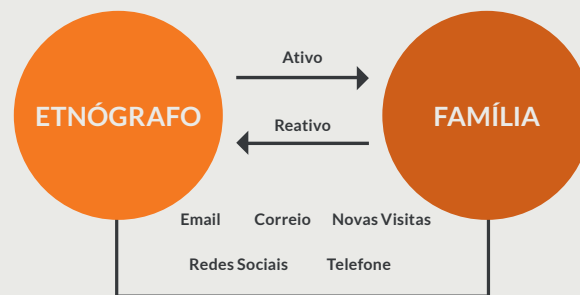 Ativo
ETNÓGRAFO
FAMÍLIA
Reativo
Email Correio Novas Visitas
Redes Sociais Telefone